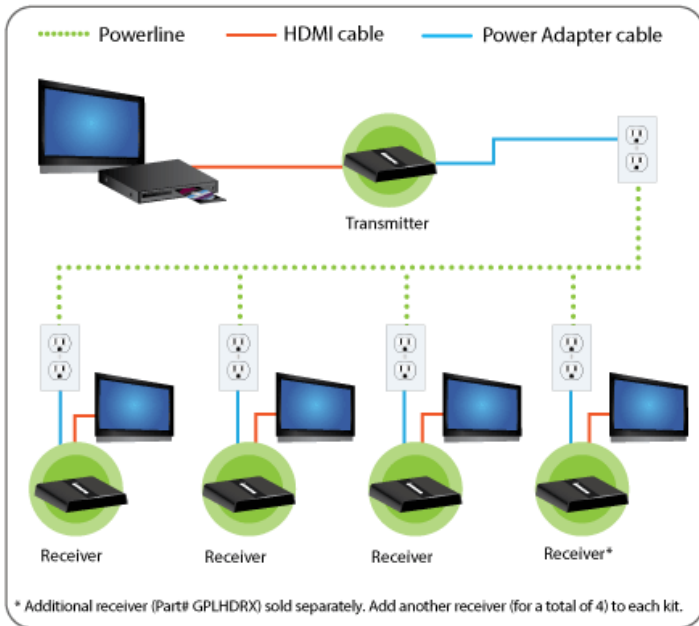 Powerline HDMI cable Power Adapter cable
Transmitter
Receiver Receiver Receiver Receiver*
* Additional receiver (Part# GPLHDRX) sold separately. Add another receiver (for a total of 4) to each kit.